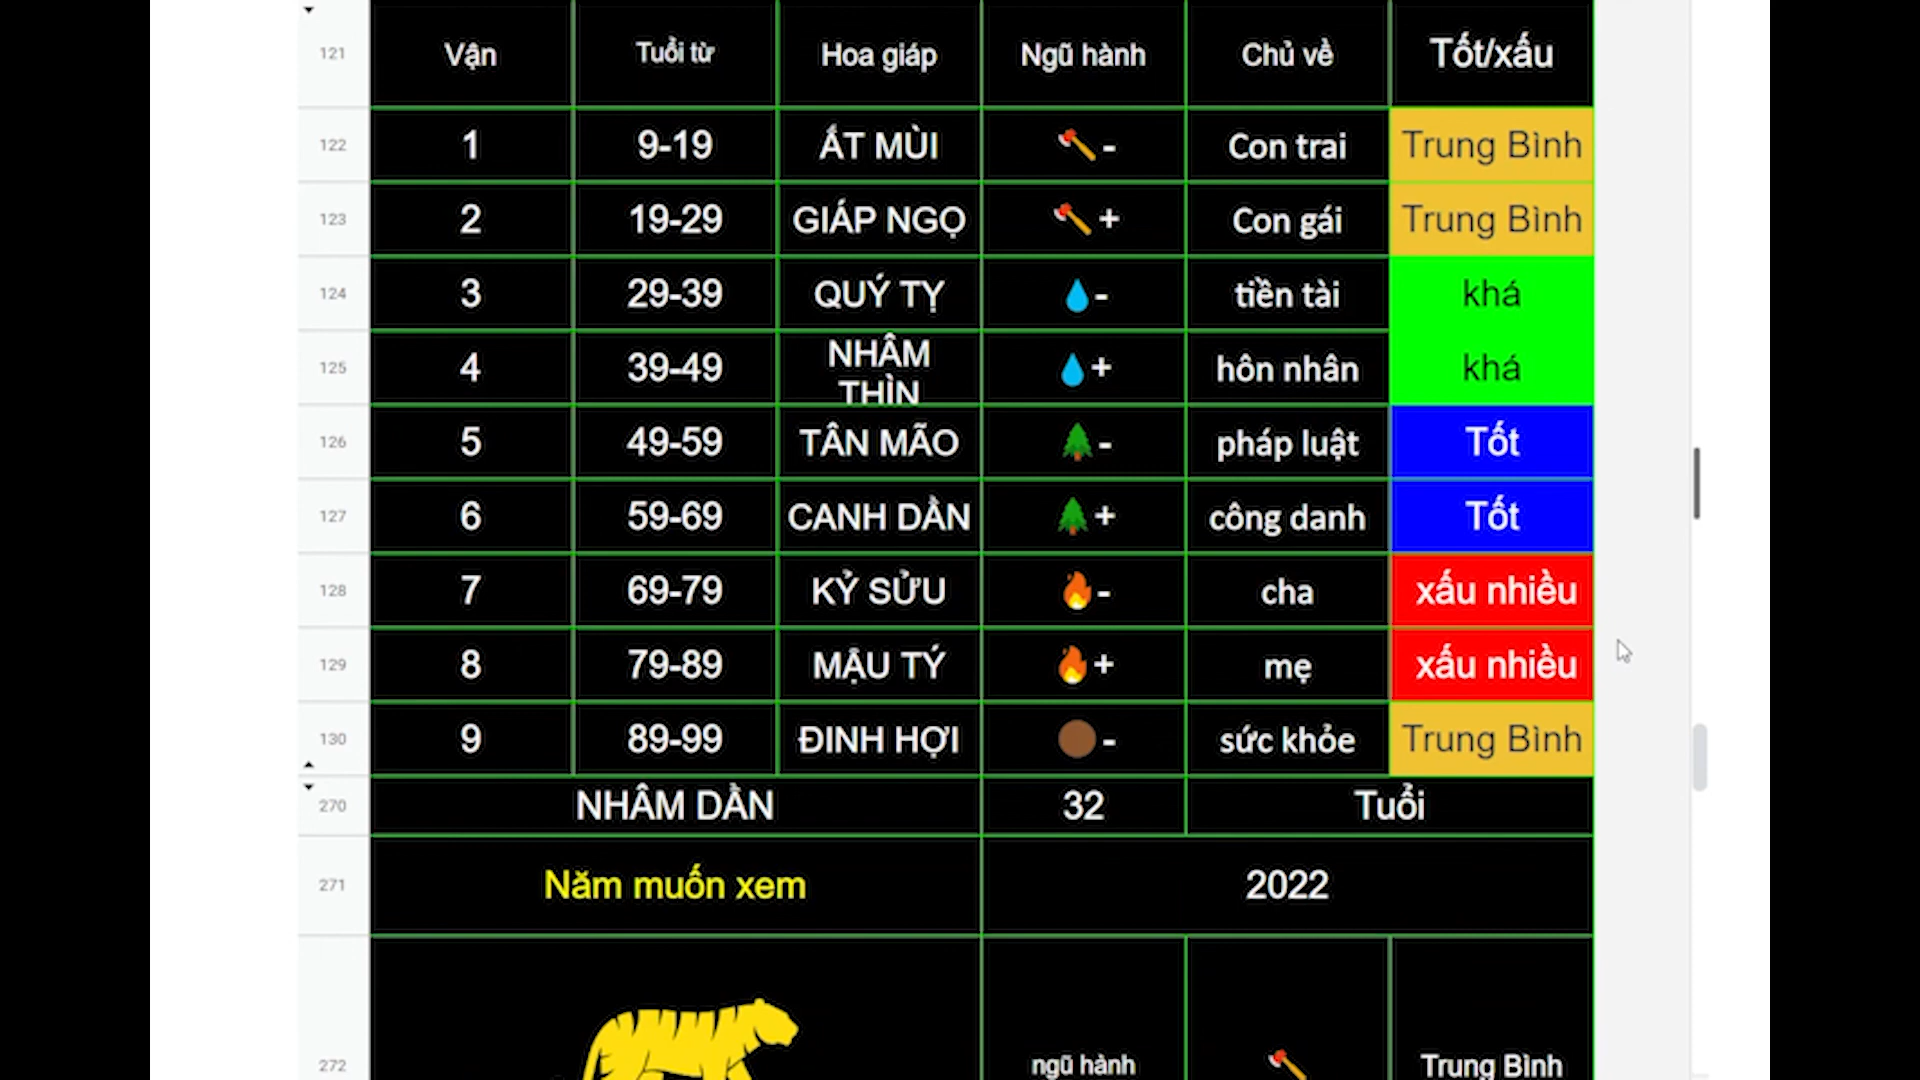 121 Vận Tuổi từ Hoa giáp Ngũ hành Chủ về Tốt/xấu
122 1 9-19 ẤT MÙI - Con trai Trung Bình
123 2 19-29 GIÁP NGỌ + Con gái Trung Bình
124 3 29-39 QUÝ TỴ - tiền tài khá
125 4 39-49 NHÂM THÌN + hôn nhân khá
126 5 49-59 TÂN MÃO - pháp luật Tốt
127 6 59-69 CANH DẦN + công danh Tốt
128 7 69-79 KỶ SỬU - cha xấu nhiều
129 8 79-89 MẬU TÝ + mẹ xấu nhiều
130 9 89-99 ĐINH HỢI - sức khỏe Trung Bình
270 NHÂM DẦN 32 Tuổi
271 Năm muốn xem 2022
272 ngũ hành Trung Bình